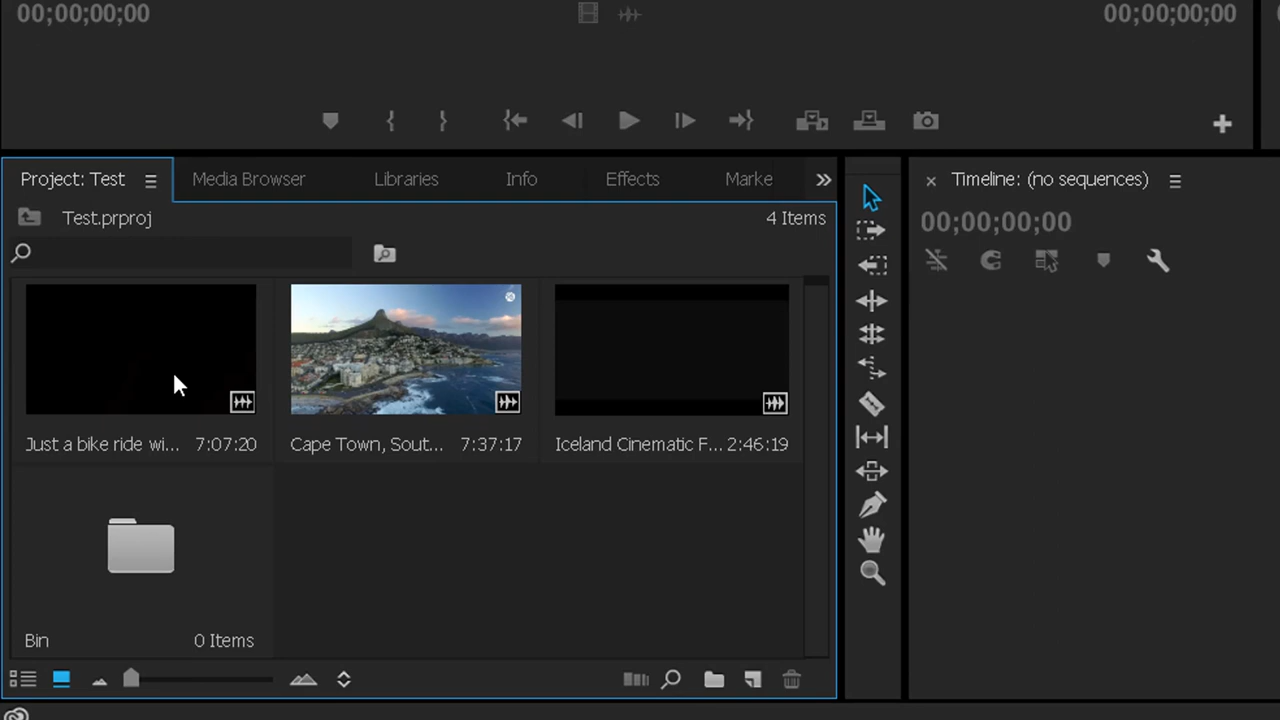 00;00;00;00
00;00;00;00
Project: Test
Media Browser
Libraries
Info
Effects
Marke
Timeline: (no sequences)
Test.prproj
4 Items
00;00;00;00
Just a bike ride wi... 7:07:20
Cape Town, Sout... 7:37:17
Iceland Cinematic F... 2:46:19
Bin
0 Items